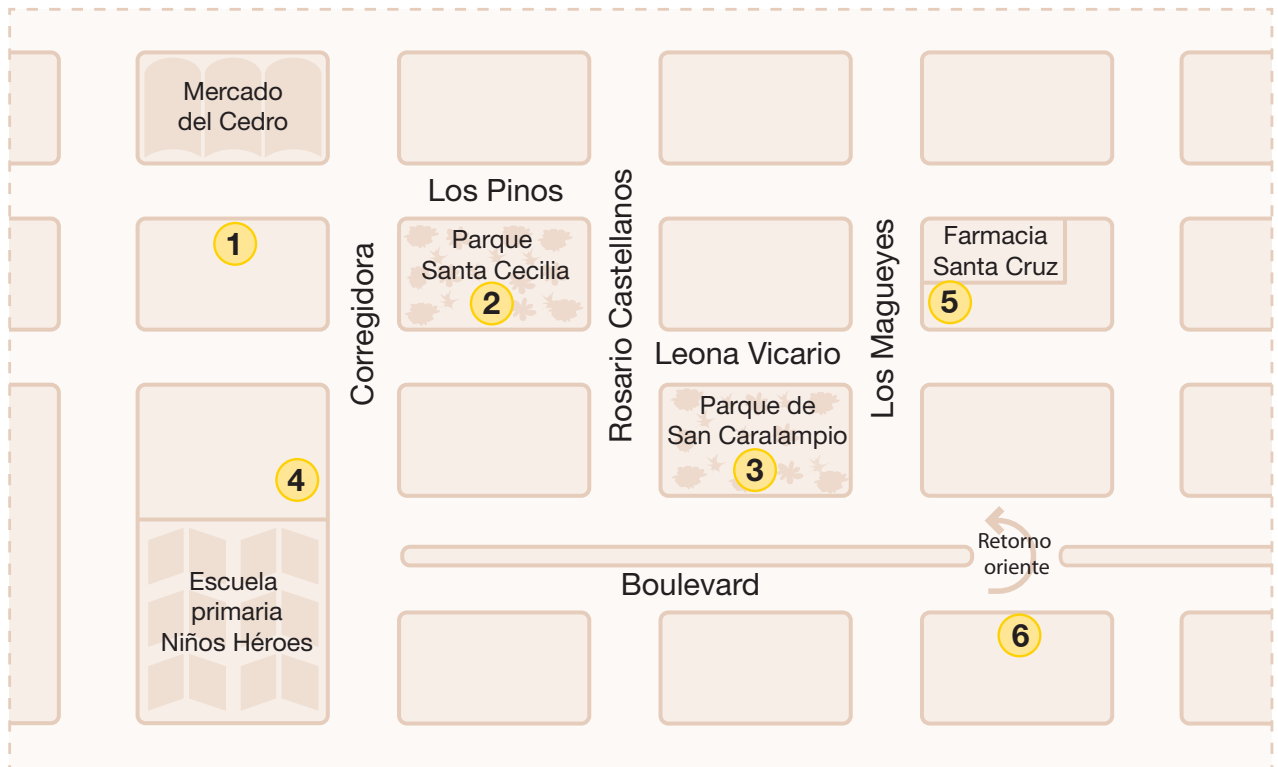 Mercado
del Cedro
Los Pinos
1
Parque
Santa Cecilia
2
Corregidora
Rosario Castellanos
Los Magueyes
Farmacia
Santa Cruz
5
Leona Vicario
Parque de
San Caralampio
3
4
Retorno
oriente
Boulevard
Escuela
primaria
Niños Héroes
6